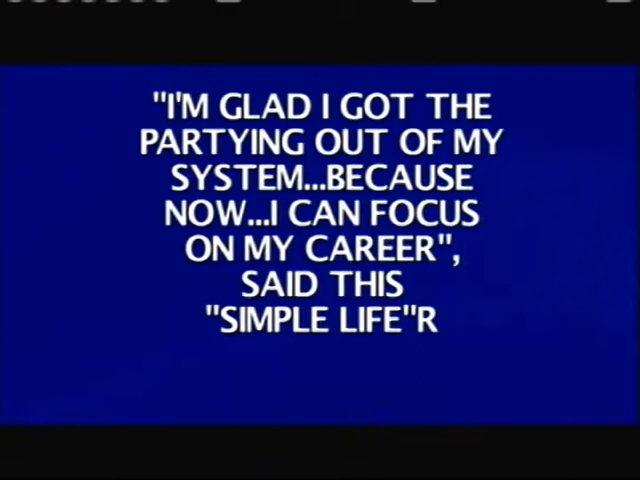 "I'M GLAD I GOT THE
PARTYING OUT OF MY
SYSTEM...BECAUSE
NOW...I CAN FOCUS
ON MY CAREER",
SAID THIS
"SIMPLE LIFE"R